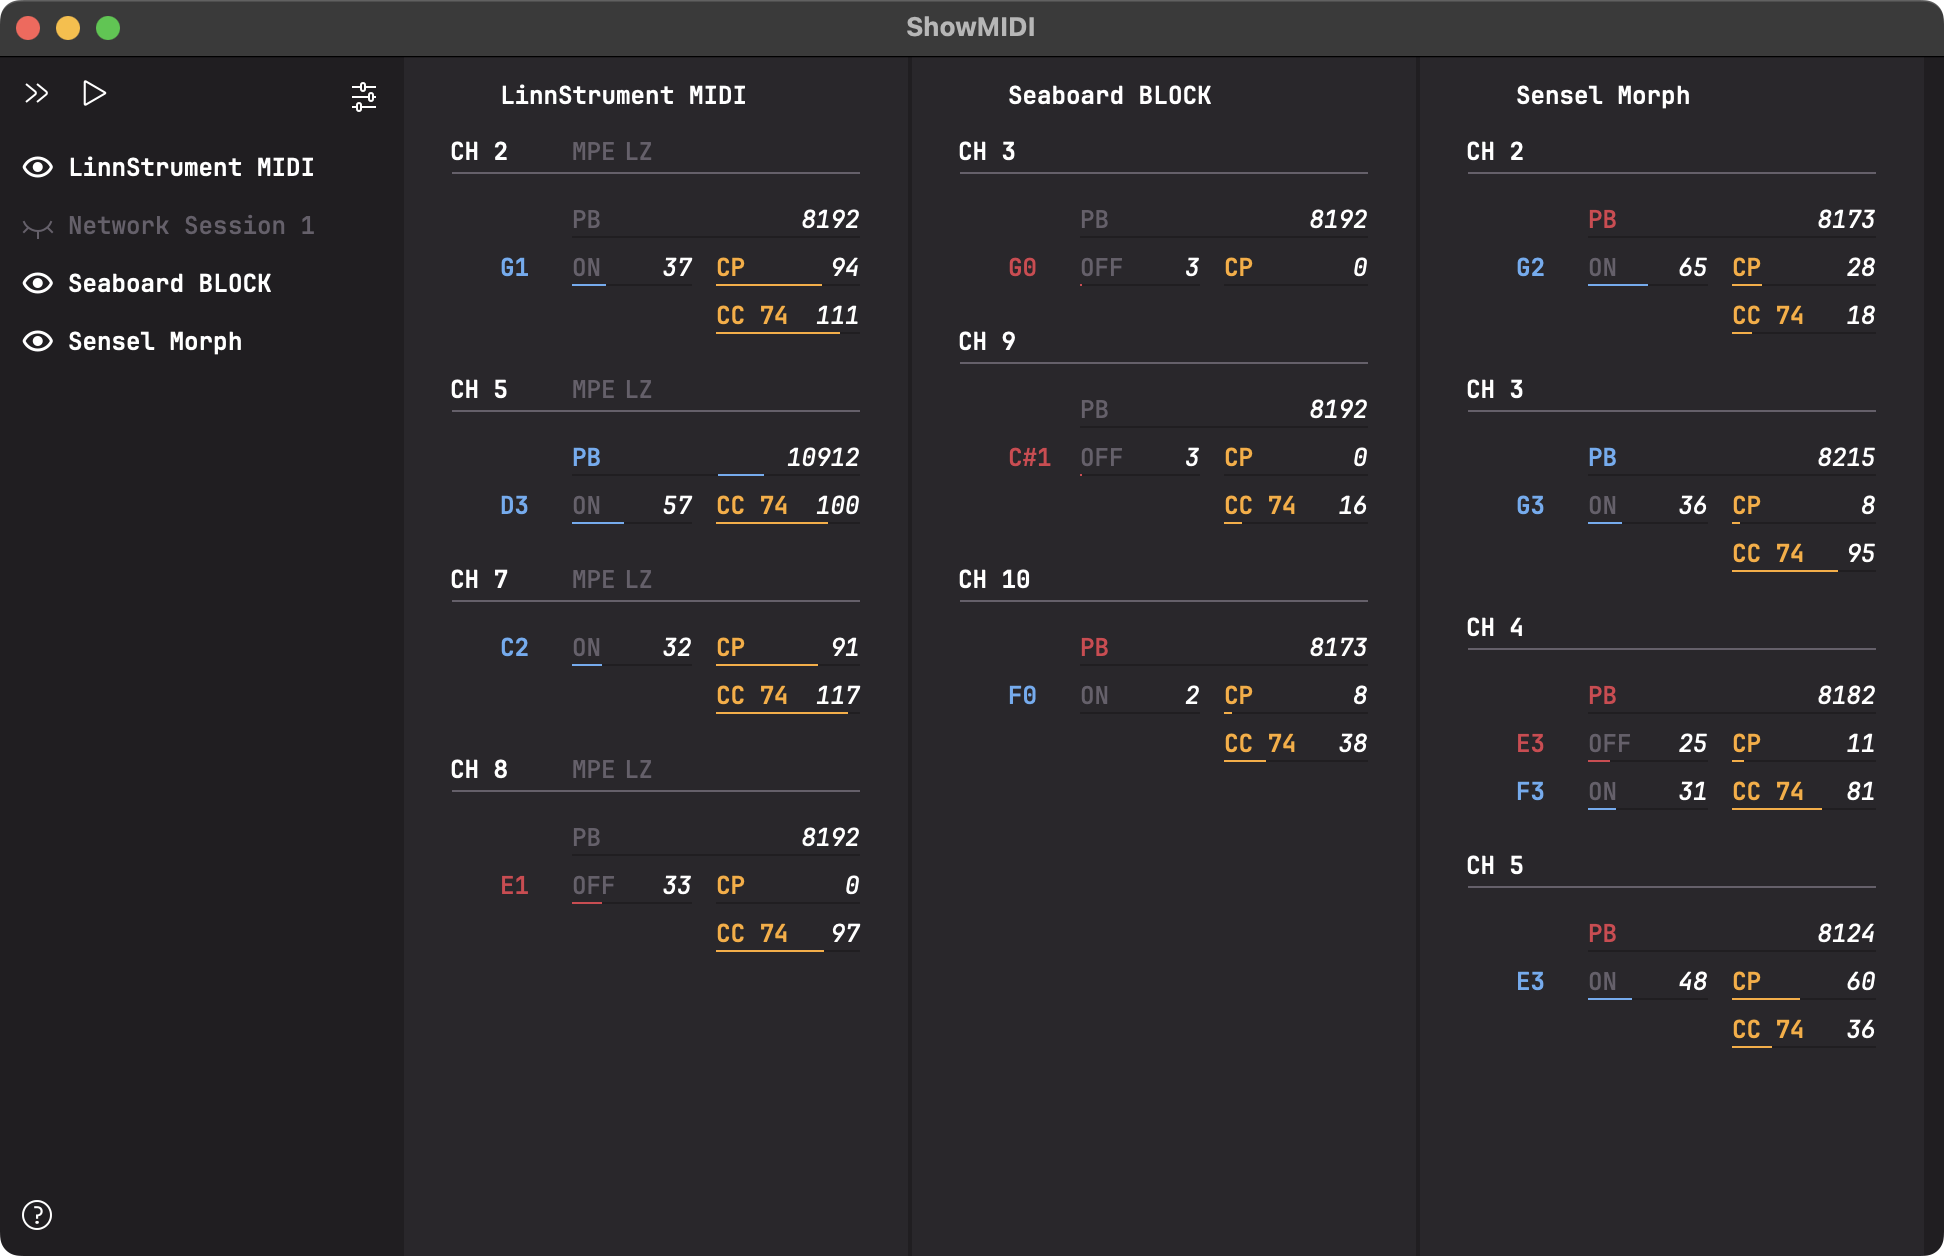 ShowMIDI
LinnStrument MIDI
Network Session 1
Seaboard BLOCK
Sensel Morph
LinnStrument MIDI
CH 2 MPE LZ
PB 8192
G1 ON 37 CP 94
CC 74 111
CH 5 MPE LZ
PB 10912
D3 ON 57 CC 74 100
CH 7 MPE LZ
C2 ON 32 CP 91
CC 74 117
CH 8 MPE LZ
PB 8192
E1 OFF 33 CP 0
CC 74 97
Seaboard BLOCK
CH 3
PB 8192
G0 OFF 3 CP 0
CH 9
PB 8192
C#1 OFF 3 CP 0
CC 74 16
CH 10
PB 8173
F0 ON 2 CP 8
CC 74 38
Sensel Morph
CH 2
PB 8173
G2 ON 65 CP 28
CC 74 18
CH 3
PB 8215
G3 ON 36 CP 8
CC 74 95
CH 4
PB 8182
E3 OFF 25 CP 11
F3 ON 31 CC 74 81
CH 5
PB 8124
E3 ON 48 CP 60
CC 74 36
?